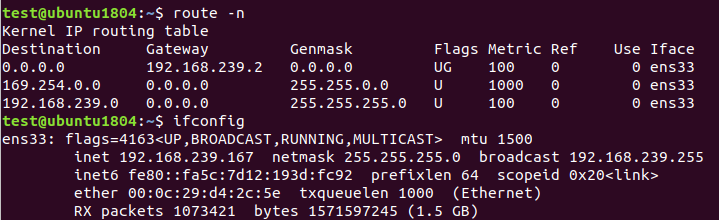 test@ubuntu1804:~$ route -n
Kernel IP routing table
Destination     Gateway         Genmask         Flags Metric Ref    Use Iface
0.0.0.0         192.168.239.2   0.0.0.0         UG    100    0        0 ens33
169.254.0.0     0.0.0.0         255.255.0.0     U     1000   0        0 ens33
192.168.239.0   0.0.0.0         255.255.255.0   U     100    0        0 ens33
test@ubuntu1804:~$ ifconfig
ens33: flags=4163<UP,BROADCAST,RUNNING,MULTICAST>  mtu 1500
        inet 192.168.239.167  netmask 255.255.255.0  broadcast 192.168.239.255
        inet6 fe80::fa5c:7d12:193d:fc92  prefixlen 64  scopeid 0x20<link>
        ether 00:0c:29:d4:2c:5e  txqueuelen 1000  (Ethernet)
        RX packets 1073421  bytes 1571597245 (1.5 GB)